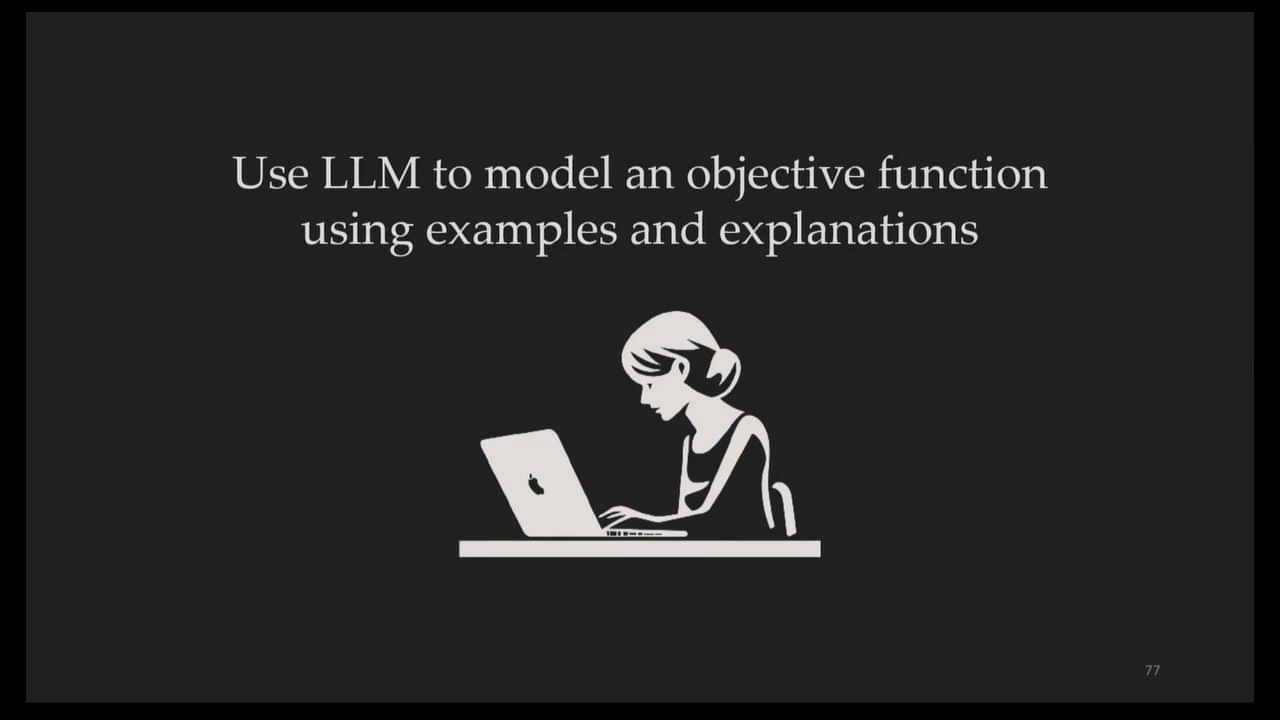 Use LLM to model an objective function
using examples and explanations
77